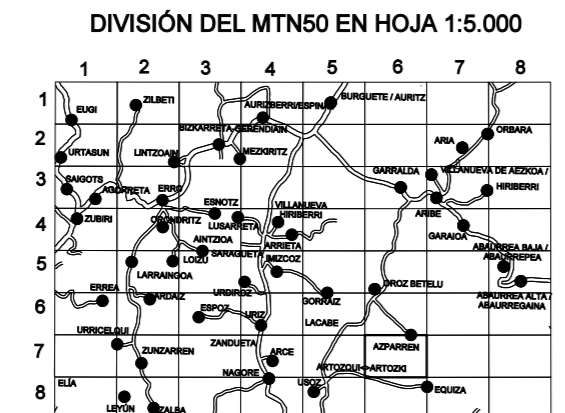 DIVISIÓN DEL MTN50 EN HOJA 1:5.000
1 2 3 4 5 6 7 8
1
EUGI
ZILBETI
AURIZBERRI/ESPINAL
BURGUETE / AURITZ
2
BIZKARRETA-GERENDIAIN
ORBARA
ARIA
URTASUN
LINTZOAIN
MEZKIRITZ
3
GARRALDA
VILLANUEVA DE AEZKOA /
HIRIBERRI
SAIGOTS
AGORRETA
ERRO
ESNOTZ
VILLANUEVA
HIRIBERRI
ARIBE
4
ZUBIRI
ORONDRITZ
LUSARRETA
GARAIOA
AINTZIOA
ARRIETA
ABAURREA BAJA /
ABAURREPEA
5
LOIZU
SARAGUETA
IMIZCOZ
LARRAINGOA
ERREA
URDIROZ
OROZ BETELU
ABAURREA ALTA /
ABAURREGAINA
6
ARDAIZ
ESPOZ
URIZ
GORRAIZ
LACABE
URRICELQUI
ZANDUETA
AZPARREN
7
ZUNZARREN
ARCE
ARTOZQUI<>ARTOZKI
NAGORE
ELÍA
USOZ
EQUIZA
8
LEYÚN
ZALBA